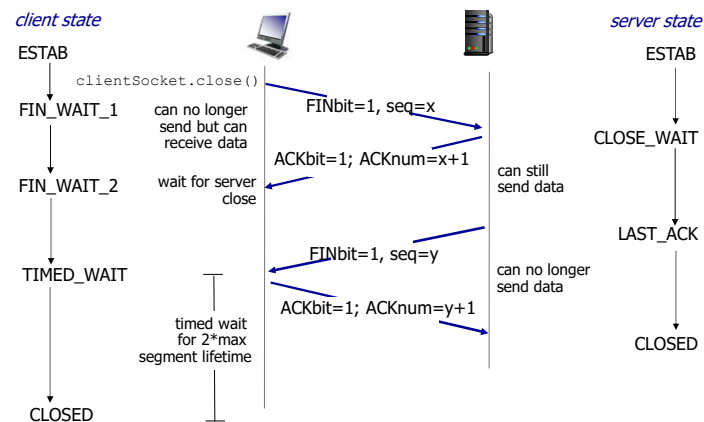 client state
server state
ESTAB
ESTAB
clientSocket.close()
FIN_WAIT_1
can no longer
send but can
receive data
FINbit=1, seq=x
CLOSE_WAIT
ACKbit=1; ACKnum=x+1
can still
send data
FIN_WAIT_2
wait for server
close
LAST_ACK
FINbit=1, seq=y
can no longer
send data
TIMED_WAIT
ACKbit=1; ACKnum=y+1
timed wait
for 2*max
segment lifetime
CLOSED
CLOSED